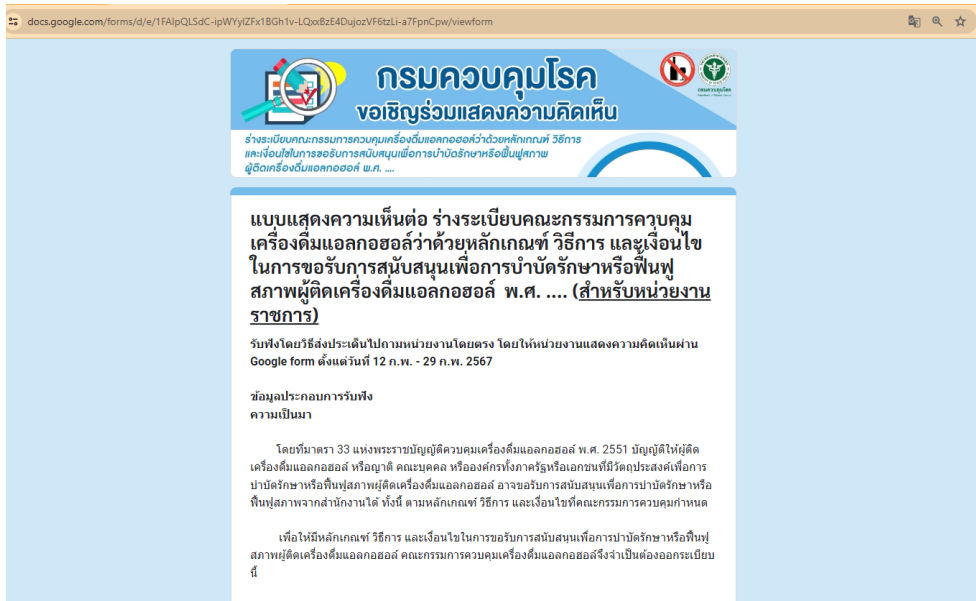 docs.google.com/forms/d/e/1FAIpQLSdC-ipWYyIZFx1BGh1v-LQxxBzE4DujozVF6tzLi-a7FpnCpw/viewform
กรมควบคุมโรค
ขอเชิญร่วมแสดงความคิดเห็น
ร่างระเบียบคณะกรรมการควบคุมเครื่องดื่มแอลกอฮอล์ว่าด้วยหลักเกณฑ์ วิธีการ
และเงื่อนไขในการขอรับการสนับสนุนเพื่อการบำบัดรักษาหรือฟื้นฟูสภาพ
ผู้ติดเครื่องดื่มแอลกอฮอล์ พ.ศ. ....
แบบแสดงความเห็นต่อ ร่างระเบียบคณะกรรมการควบคุม
เครื่องดื่มแอลกอฮอล์ว่าด้วยหลักเกณฑ์ วิธีการ และเงื่อนไข
ในการขอรับการสนับสนุนเพื่อการบำบัดรักษาหรือฟื้นฟู
สภาพผู้ติดเครื่องดื่มแอลกอฮอล์ พ.ศ. .... (สำหรับหน่วยงาน
ราชการ)
รับฟังโดยวิธีส่งประเด็นไปถามหน่วยงานโดยตรง โดยให้หน่วยงานแสดงความคิดเห็นผ่าน
Google form ตั้งแต่วันที่ 12 ก.พ. - 29 ก.พ. 2567
ข้อมูลประกอบการรับฟัง
ความเป็นมา
โดยที่มาตรา 33 แห่งพระราชบัญญัติควบคุมเครื่องดื่มแอลกอฮอล์ พ.ศ. 2551 บัญญัติให้ผู้ติด
เครื่องดื่มแอลกอฮอล์ หรือญาติ คณะบุคคล หรือองค์กรทั้งภาครัฐหรือเอกชนที่มีวัตถุประสงค์เพื่อการ
บำบัดรักษาหรือฟื้นฟูสภาพผู้ติดเครื่องดื่มแอลกอฮอล์ อาจขอรับการสนับสนุนเพื่อการบำบัดรักษาหรือ
ฟื้นฟูสภาพจากสำนักงานได้ ทั้งนี้ ตามหลักเกณฑ์ วิธีการ และเงื่อนไขที่คณะกรรมการควบคุมกำหนด
เพื่อให้มีหลักเกณฑ์ วิธีการ และเงื่อนไขในการขอรับการสนับสนุนเพื่อการบำบัดรักษาหรือฟื้นฟู
สภาพผู้ติดเครื่องดื่มแอลกอฮอล์ คณะกรรมการควบคุมเครื่องดื่มแอลกอฮอล์จึงจำเป็นต้องออกระเบียบ
นี้